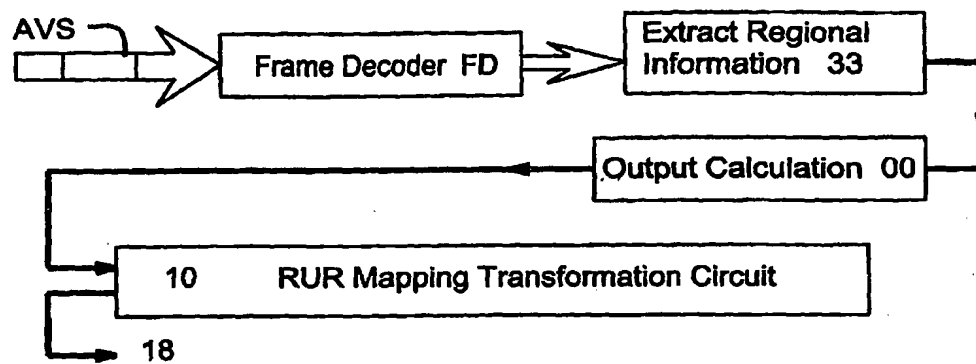 AVS
Frame Decoder FD
Extract Regional
Information 33
Output Calculation 00
10 RUR Mapping Transformation Circuit
18